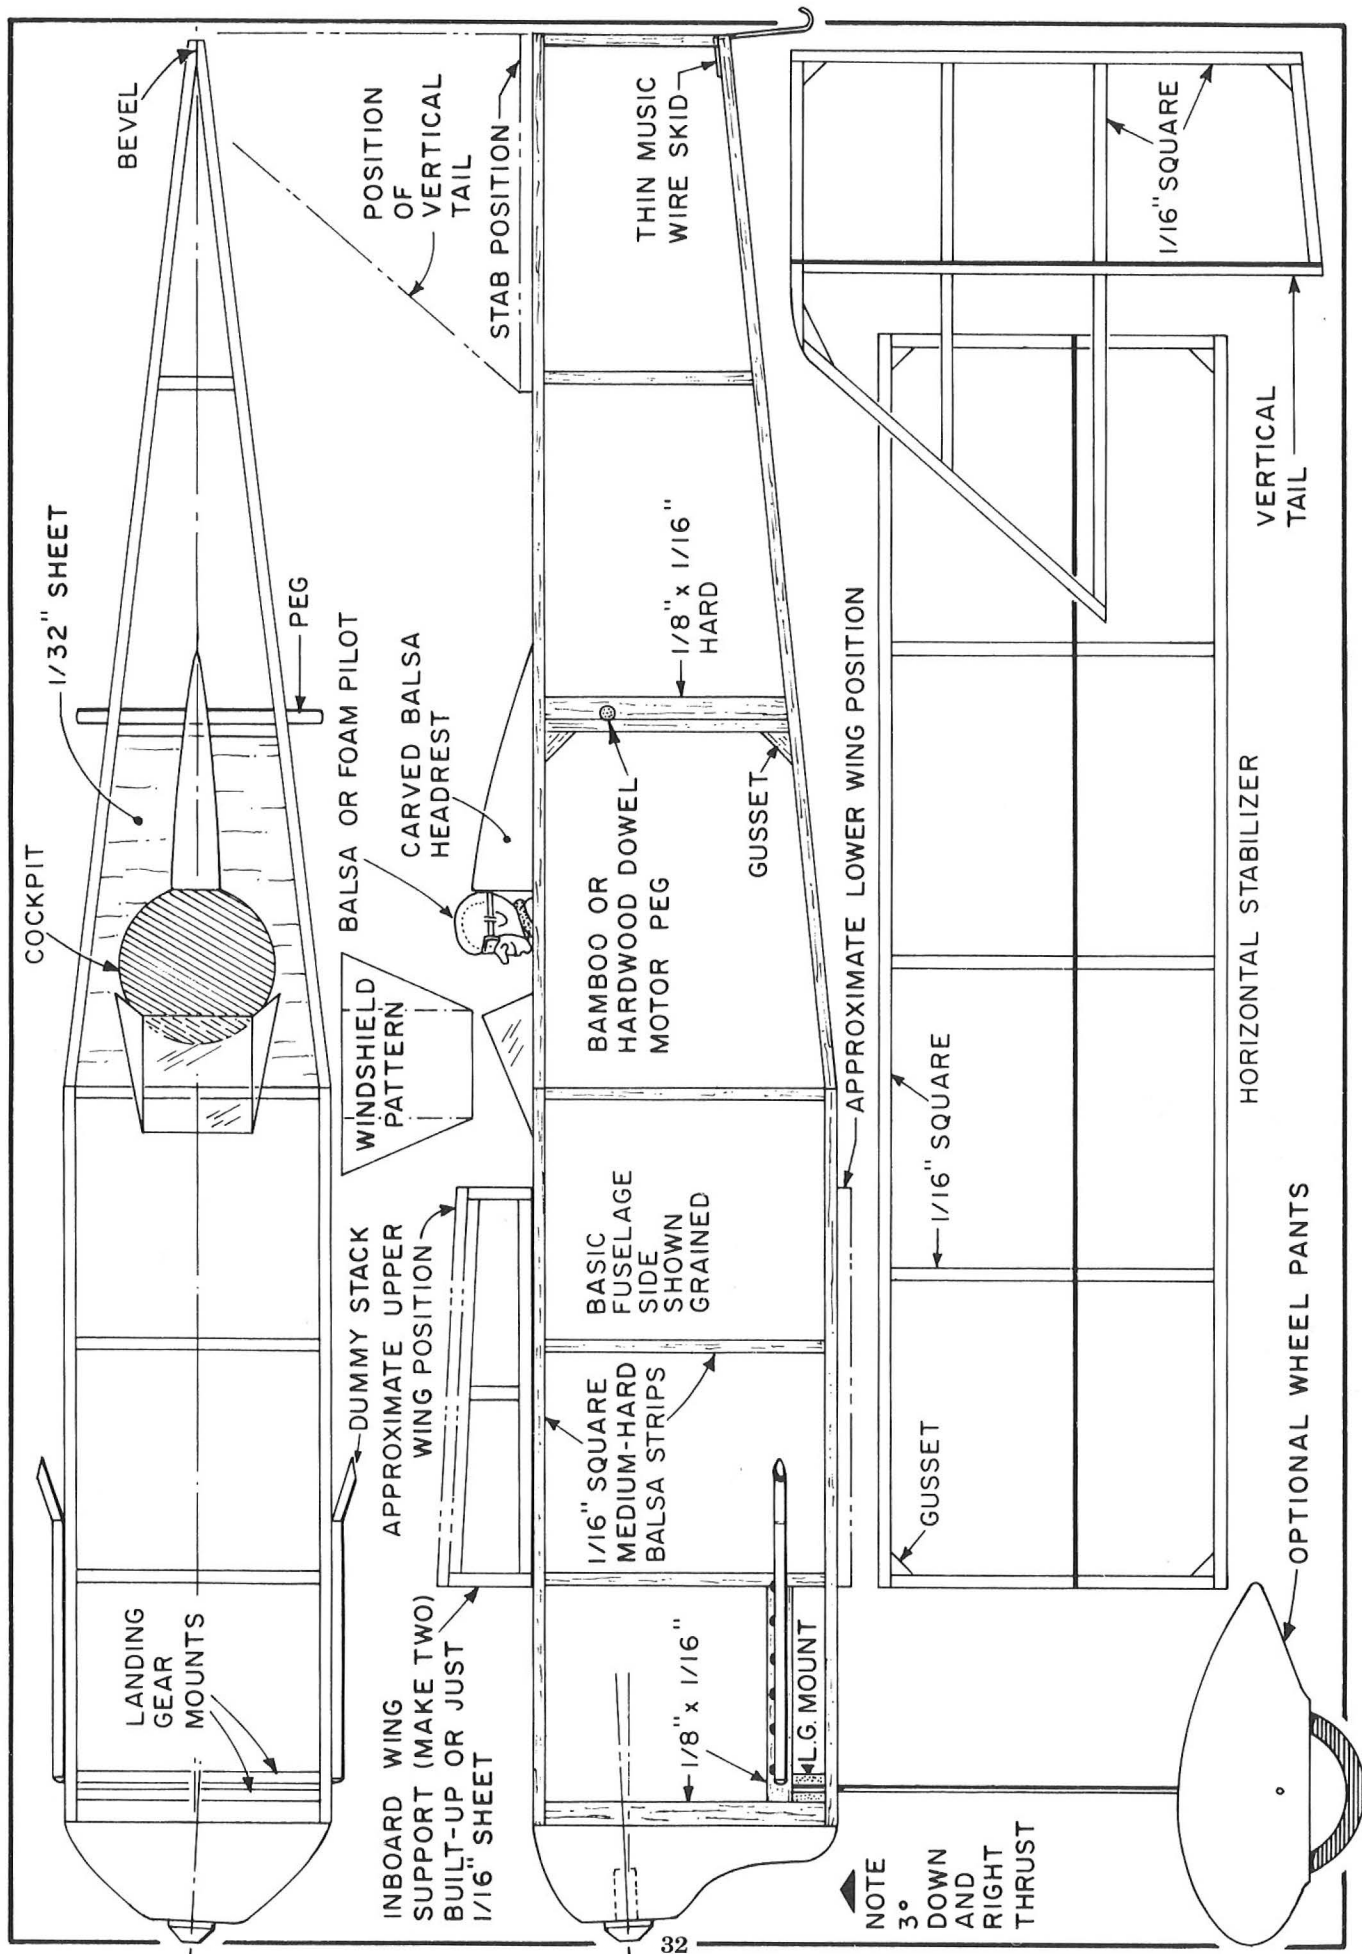 COCKPIT
1/32" SHEET
BEVEL
PEG
LANDING
GEAR
MOUNTS
DUMMY STACK
WINDSHIELD
PATTERN
BALSA OR FOAM PILOT
CARVED BALSA
HEADREST
POSITION
OF
VERTICAL
TAIL
STAB POSITION
INBOARD WING
SUPPORT (MAKE TWO)
BUILT-UP OR JUST
1/16" SHEET
APPROXIMATE UPPER
WING POSITION
1/16" SQUARE
MEDIUM-HARD
BALSA STRIPS
BASIC
FUSELAGE
SIDE
SHOWN
GRAINED
BAMBOO OR
HARDWOOD DOWEL
MOTOR PEG
1/8" x 1/16"
HARD
THIN MUSIC
WIRE SKID
1/8" x 1/16"
L.G. MOUNT
GUSSET
APPROXIMATE LOWER WING POSITION
NOTE
3°
DOWN
AND
RIGHT
THRUST
GUSSET
1/16" SQUARE
1/16" SQUARE
HORIZONTAL STABILIZER
VERTICAL
TAIL
OPTIONAL WHEEL PANTS
32